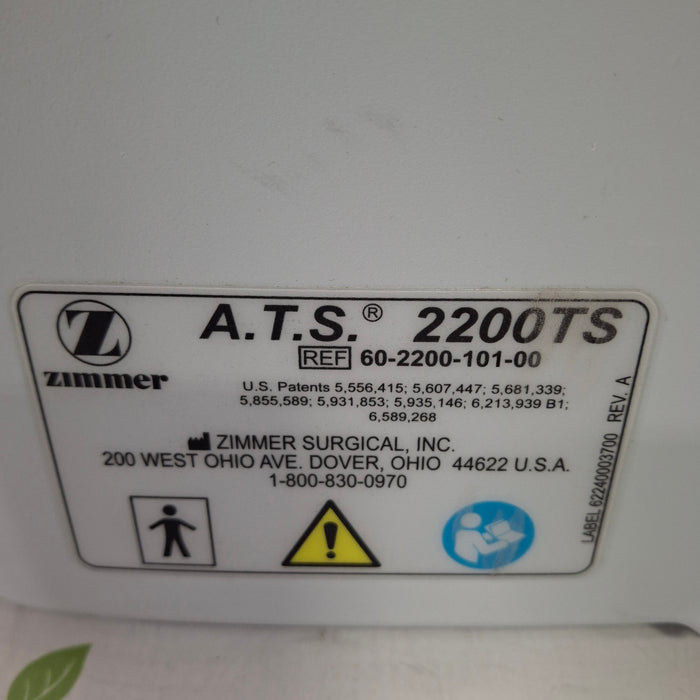 Z
zimmer
A.T.S.® 2200TS
REF 60-2200-101-00
U.S. Patents 5,556,415; 5,607,447; 5,681,339;
5,855,589; 5,931,853; 5,935,146; 6,213,939 B1;
6,589,268
ZIMMER SURGICAL, INC.
200 WEST OHIO AVE. DOVER, OHIO 44622 U.S.A.
1-800-830-0970
LABEL 62240003700 REV. A